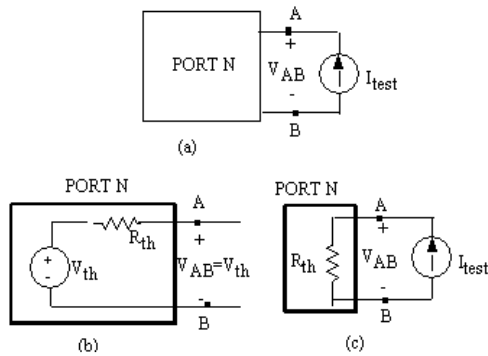 A
+
PORT N
V_AB
I_test
-
B
(a)
PORT N
A
R_th
+
+
-
V_th
V_AB=V_th
-
B
(b)
PORT N
A
+
R_th
V_AB
I_test
-
B
(c)